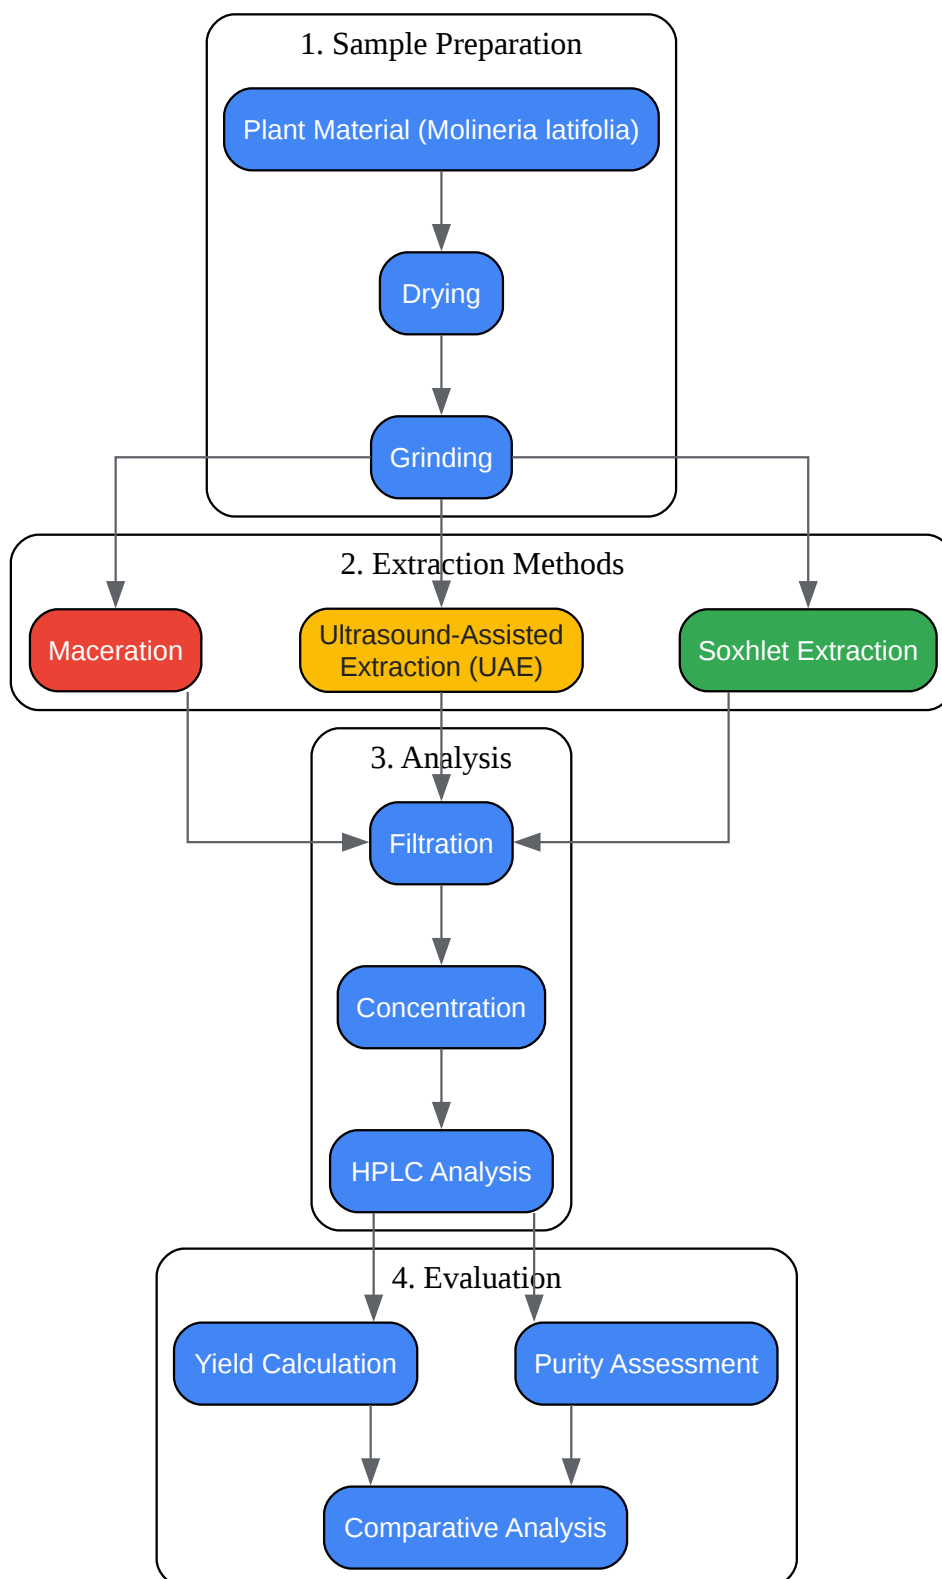 1. Sample Preparation
Plant Material (Molineria latifolia)
Drying
Grinding
2. Extraction Methods
Maceration
Ultrasound-Assisted
Extraction (UAE)
Soxhlet Extraction
3. Analysis
Filtration
Concentration
HPLC Analysis
4. Evaluation
Yield Calculation
Purity Assessment
Comparative Analysis